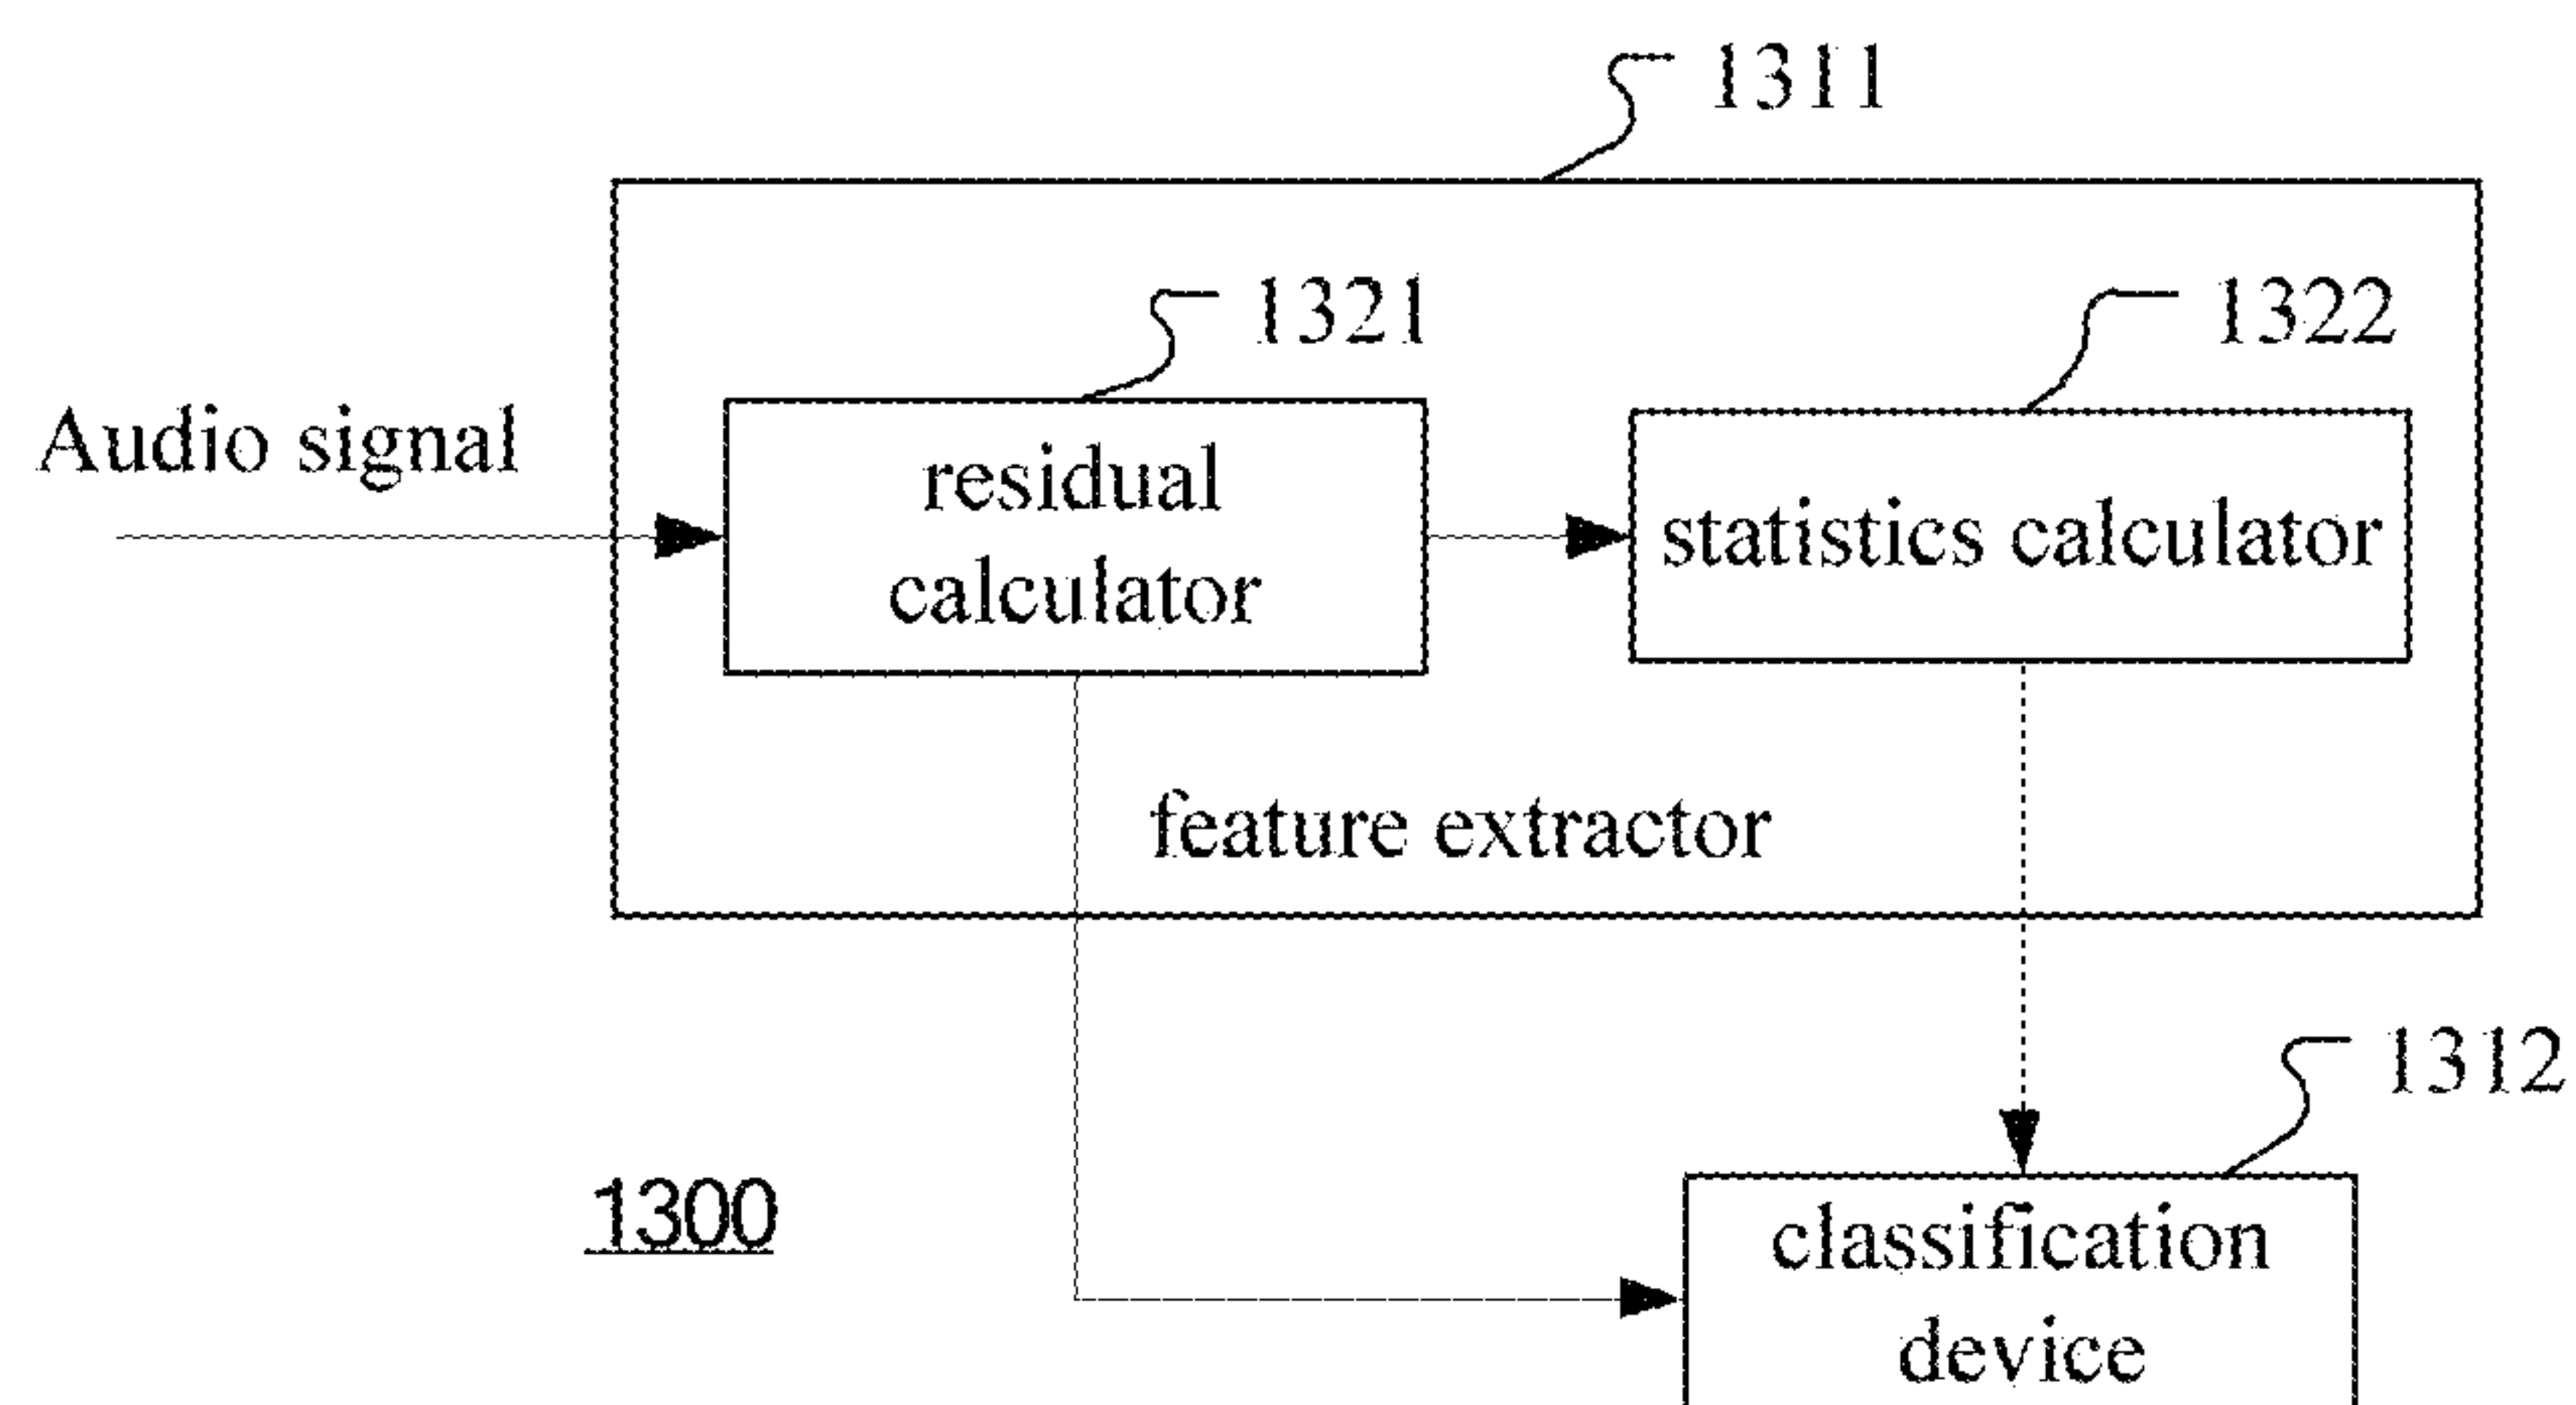 1311
1321
1322
Audio signal
residual
calculator
statistics calculator
feature extractor
1312
1300
classification
device